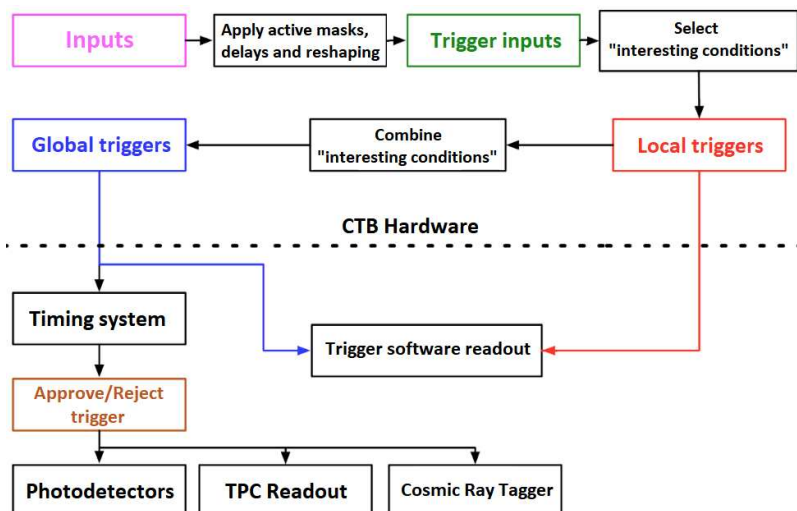 Inputs
Apply active masks,
delays and reshaping
Trigger inputs
Select
"interesting conditions"
Global triggers
Combine
"interesting conditions"
Local triggers
CTB Hardware
Timing system
Trigger software readout
Approve/Reject
trigger
Photodetectors
TPC Readout
Cosmic Ray Tagger